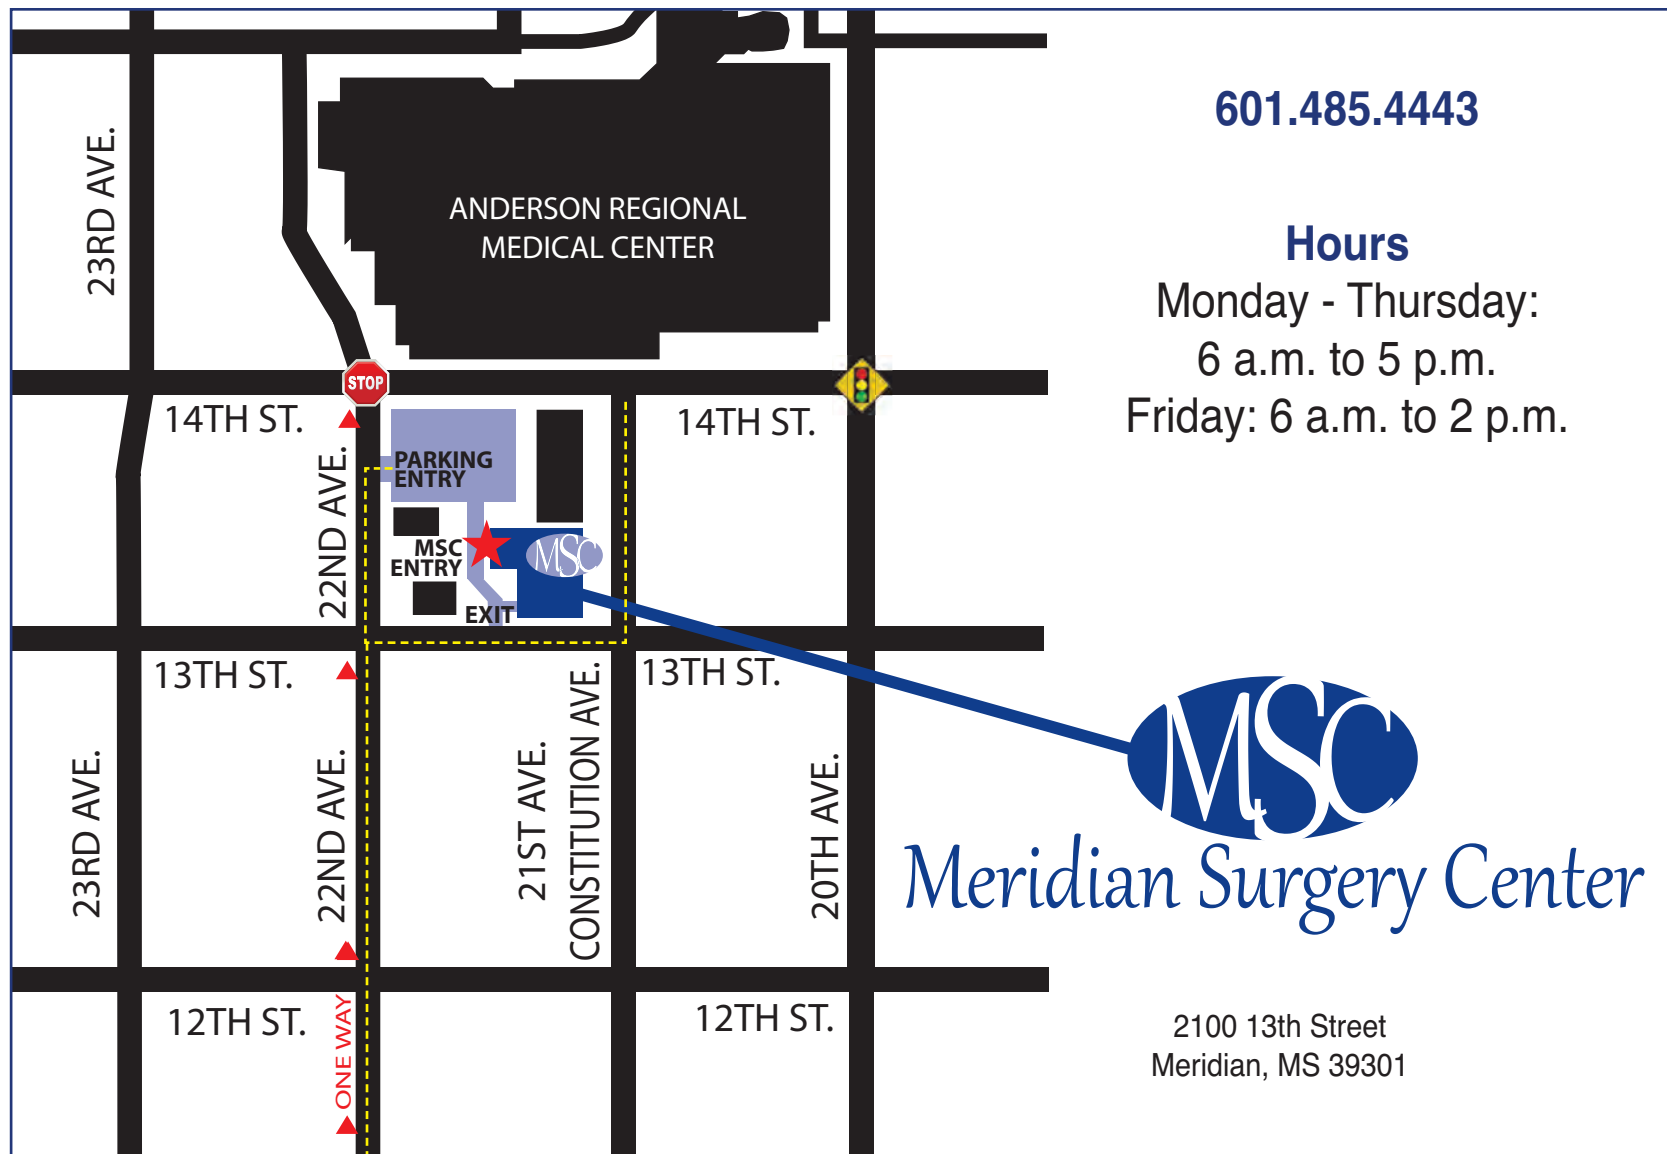 601.485.4443
Hours
Monday - Thursday:
6 a.m. to 5 p.m.
Friday: 6 a.m. to 2 p.m.
23RD AVE.
ANDERSON REGIONAL
MEDICAL CENTER
STOP
14TH ST.
14TH ST.
22ND AVE.
PARKING
ENTRY
MSC
ENTRY
MSC
EXIT
13TH ST.
13TH ST.
23RD AVE.
22ND AVE.
21ST AVE.
CONSTITUTION AVE.
20TH AVE.
MSC
Meridian Surgery Center
12TH ST.
12TH ST.
ONE WAY
2100 13th Street
Meridian, MS 39301